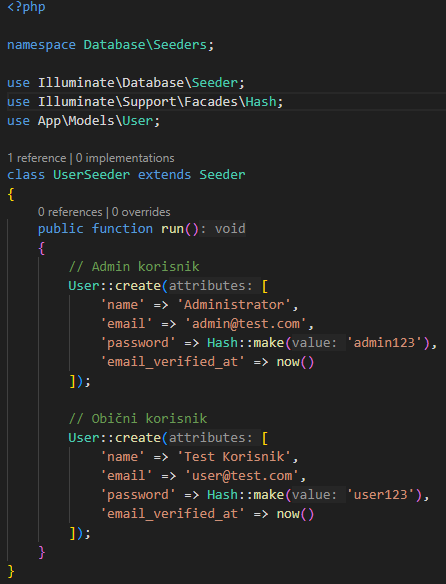 <?php
namespace Database\Seeders;
use Illuminate\Database\Seeder;
use Illuminate\Support\Facades\Hash;
use App\Models\User;
1 reference | 0 implementations
class UserSeeder extends Seeder
{
0 references | 0 overrides
public function run(): void
{
// Admin korisnik
User::create(attributes: [
'name' => 'Administrator',
'email' => 'admin@test.com',
'password' => Hash::make(value: 'admin123'),
'email_verified_at' => now()
]);
// Obični korisnik
User::create(attributes: [
'name' => 'Test Korisnik',
'email' => 'user@test.com',
'password' => Hash::make(value: 'user123'),
'email_verified_at' => now()
]);
}
}